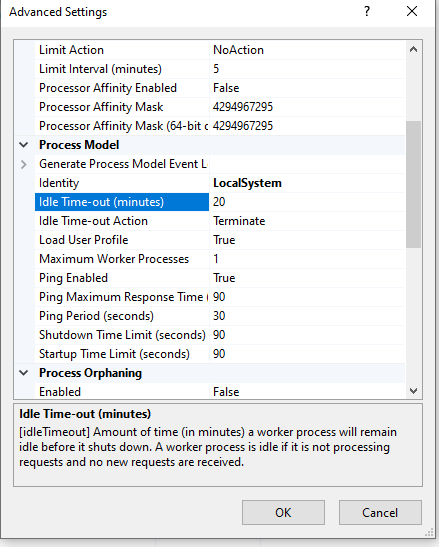 Advanced Settings ? ×
Limit Action NoAction
Limit Interval (minutes) 5
Processor Affinity Enabled False
Processor Affinity Mask 4294967295
Processor Affinity Mask (64-bit o 4294967295
Process Model
Generate Process Model Event L
Identity LocalSystem
Idle Time-out (minutes) 20
Idle Time-out Action Terminate
Load User Profile True
Maximum Worker Processes 1
Ping Enabled True
Ping Maximum Response Time ( 90
Ping Period (seconds) 30
Shutdown Time Limit (seconds) 90
Startup Time Limit (seconds) 90
Process Orphaning
Enabled False
Idle Time-out (minutes)
[idleTimeout] Amount of time (in minutes) a worker process will remain
idle before it shuts down. A worker process is idle if it is not processing
requests and no new requests are received.
OK Cancel